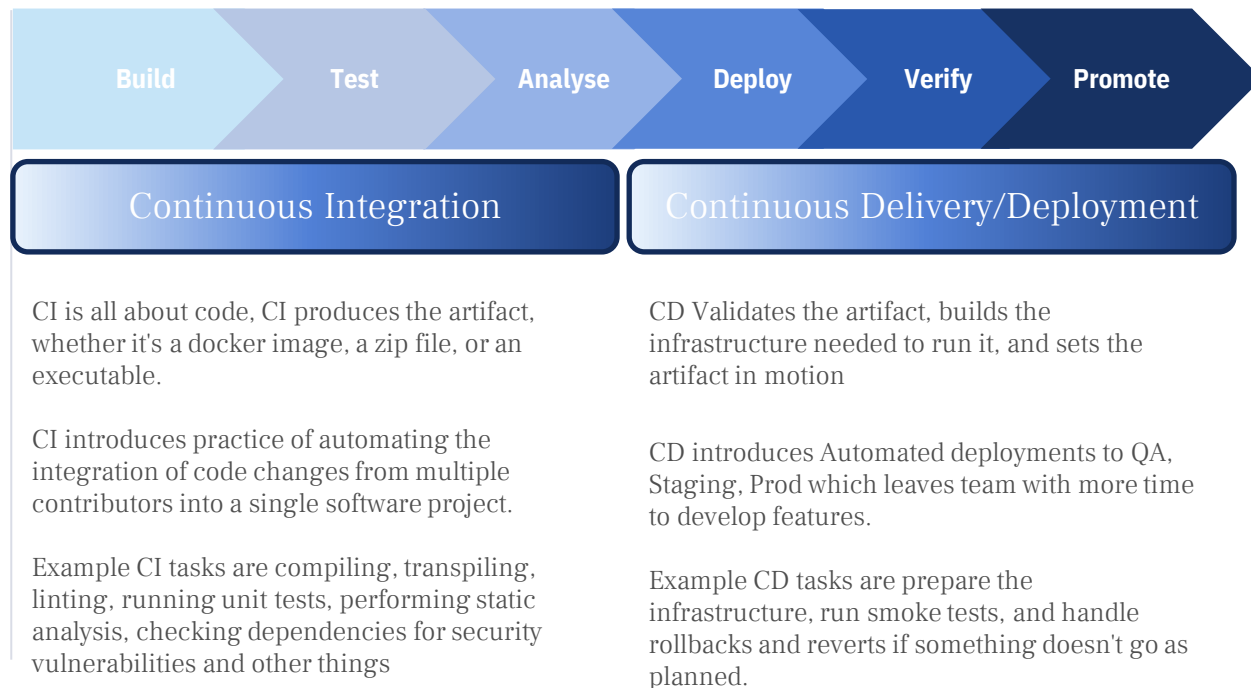 Build Test Analyse Deploy Verify Promote
Continuous Integration
Continuous Delivery/Deployment
CI is all about code, CI produces the artifact,
whether it's a docker image, a zip file, or an
executable.
CI introduces practice of automating the
integration of code changes from multiple
contributors into a single software project.
Example CI tasks are compiling, transpiling,
linting, running unit tests, performing static
analysis, checking dependencies for security
vulnerabilities and other things
CD Validates the artifact, builds the
infrastructure needed to run it, and sets the
artifact in motion
CD introduces Automated deployments to QA,
Staging, Prod which leaves team with more time
to develop features.
Example CD tasks are prepare the
infrastructure, run smoke tests, and handle
rollbacks and reverts if something doesn't go as
planned.